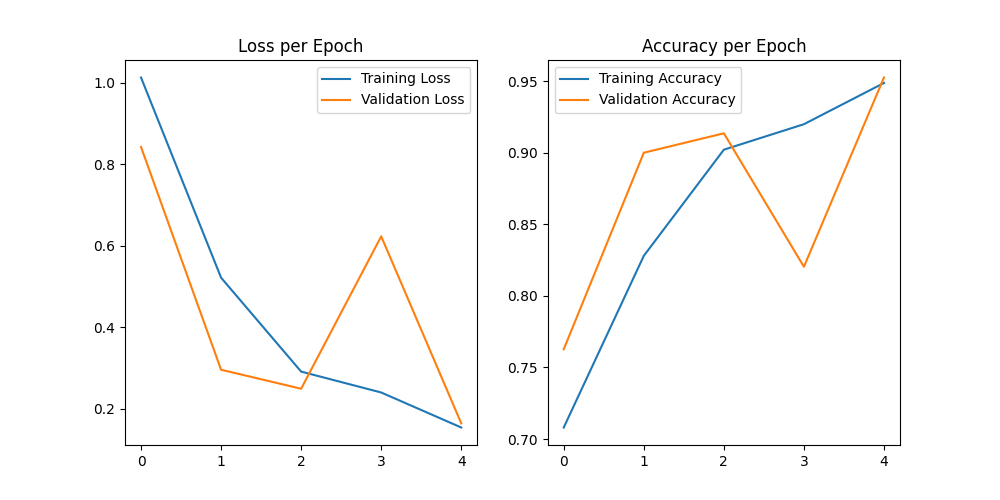 Loss per Epoch
Training Loss
Validation Loss
1.0
0.8
0.6
0.4
0.2
0 1 2 3 4
Accuracy per Epoch
Training Accuracy
Validation Accuracy
0.95
0.90
0.85
0.80
0.75
0.70
0 1 2 3 4